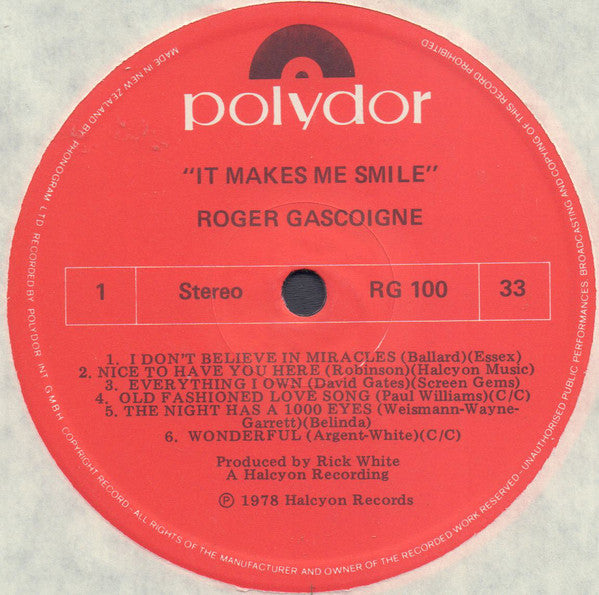 polydor
"IT MAKES ME SMILE"
ROGER GASCOIGNE
1 Stereo RG 100 33
1. I DON'T BELIEVE IN MIRACLES (Ballard)(Essex)
2. NICE TO HAVE YOU HERE (Robinson)(Halcyon Music)
3. EVERYTHING I OWN (David Gates)(Screen Gems)
4. OLD FASHIONED LOVE SONG (Paul Williams)(C/C)
5. THE NIGHT HAS A 1000 EYES (Weismann-Wayne-
Garrett)(Belinda)
6. WONDERFUL (Argent-White)(C/C)
Produced by Rick White
A Halcyon Recording
Ⓟ 1978 Halcyon Records
MADE IN NEW ZEALAND BY PHONOGRAM LTD. RECORDED BY POLYDOR INT. G M B H. COPYRIGHT RECORD - ALL RIGHTS OF THE MANUFACTURER AND OWNER OF THE RECORDED WORK RESERVED - UNAUTHORISED PUBLIC PERFORMANCES BROADCASTING AND COPYING OF THIS RECORD PROHIBITED